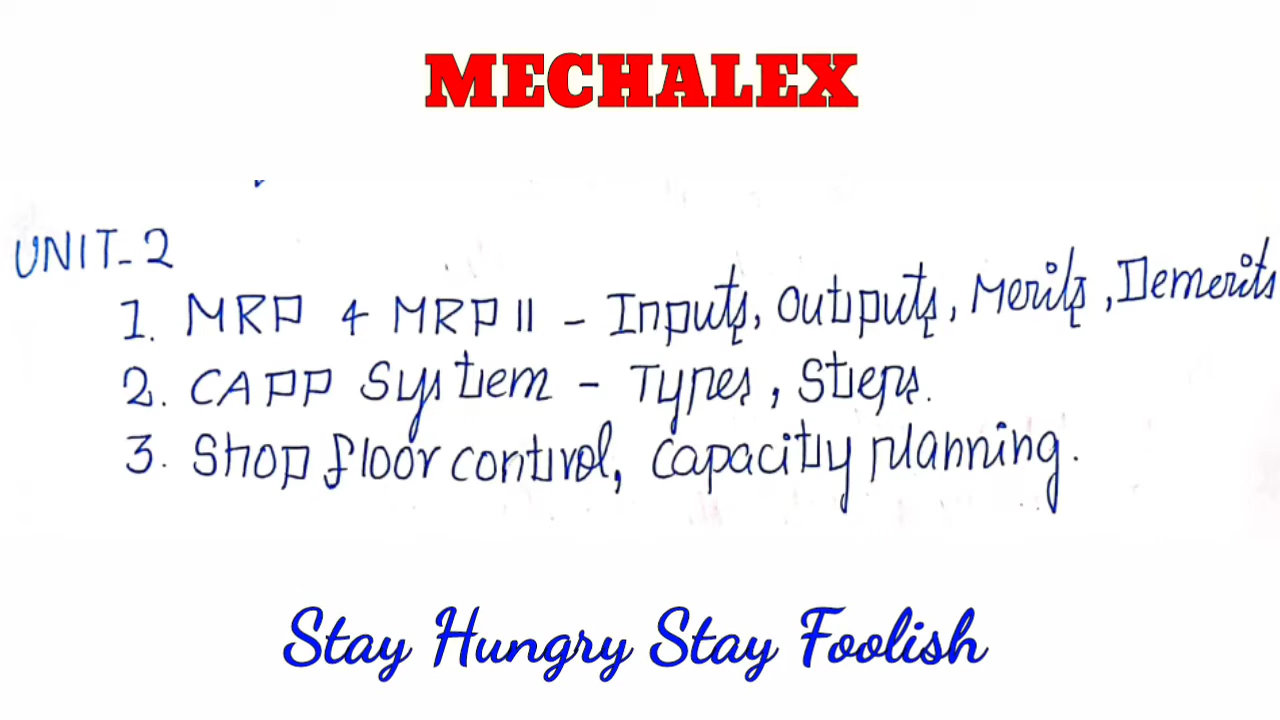 MECHALEX
UNIT-2
1. MRP & MRP II - Inputs, Outputs, Merits, Demerits
2. CAPP System - Types, Steps.
3. Shop floor control, Capacity planning.
Stay Hungry Stay Foolish